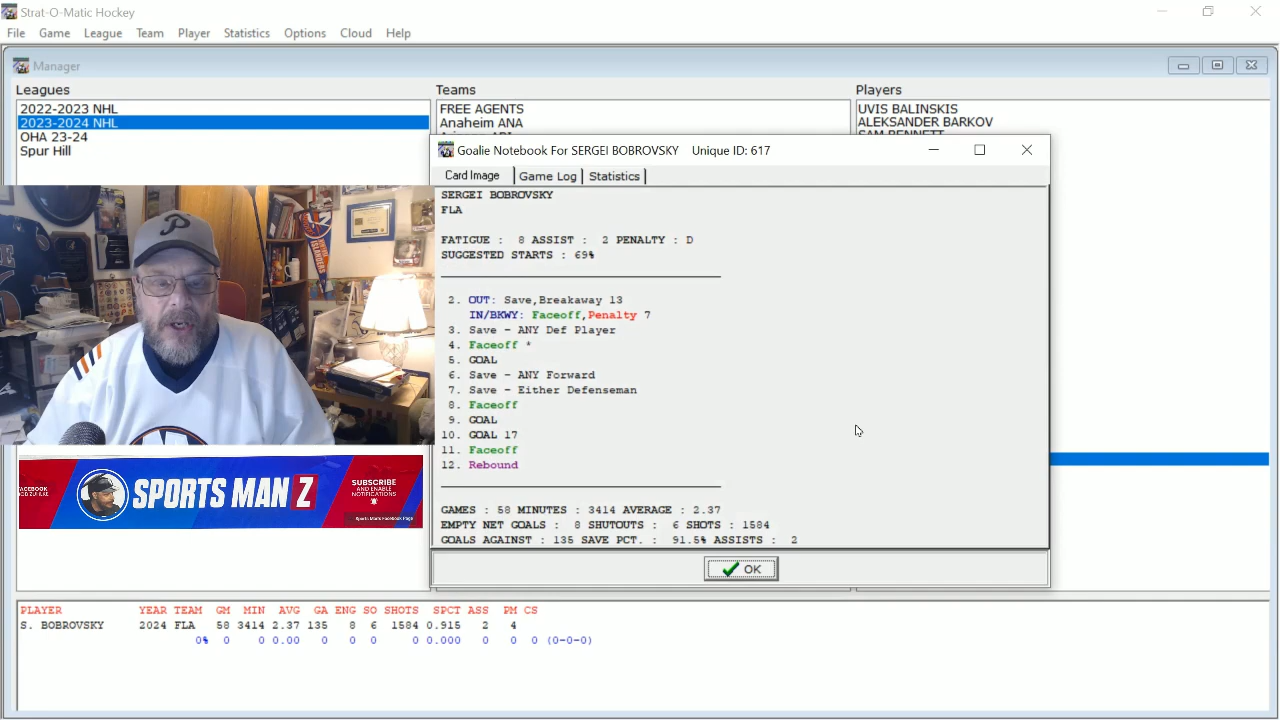 Strat-O-Matic Hockey
File Game League Team Player Statistics Options Cloud Help
Manager
Leagues Teams Players
2022-2023 NHL
2023-2024 NHL
OHA 23-24
Spur Hill
FREE AGENTS
Anaheim ANA
UVIS BALINSKIS
ALEKSANDER BARKOV
SAM BENNETT
Goalie Notebook For SERGEI BOBROVSKY Unique ID: 617
Card Image Game Log Statistics
SERGEI BOBROVSKY
FLA
FATIGUE : 8 ASSIST : 2 PENALTY : D
SUGGESTED STARTS : 69%
2. OUT: Save,Breakaway 13
IN/BKWY: Faceoff,Penalty 7
3. Save - ANY Def Player
4. Faceoff *
5. GOAL
6. Save - ANY Forward
7. Save - Either Defenseman
8. Faceoff
9. GOAL
10. GOAL 17
11. Faceoff
12. Rebound
GAMES : 58 MINUTES : 3414 AVERAGE : 2.37
EMPTY NET GOALS : 8 SHUTOUTS : 6 SHOTS : 1584
GOALS AGAINST : 135 SAVE PCT. : 91.5% ASSISTS : 2
OK
SPORTS MAN Z
SUBSCRIBE
AND ENABLE
NOTIFICATIONS
Sports Man's Facebook Page
PLAYER YEAR TEAM GM MIN AVG GA ENG SO SHOTS SPCT ASS PM CS
S. BOBROVSKY 2024 FLA 58 3414 2.37 135 8 6 1584 0.915 2 4
0% 0 0 0.00 0 0 0 0 0.000 0 0 0 (0-0-0)